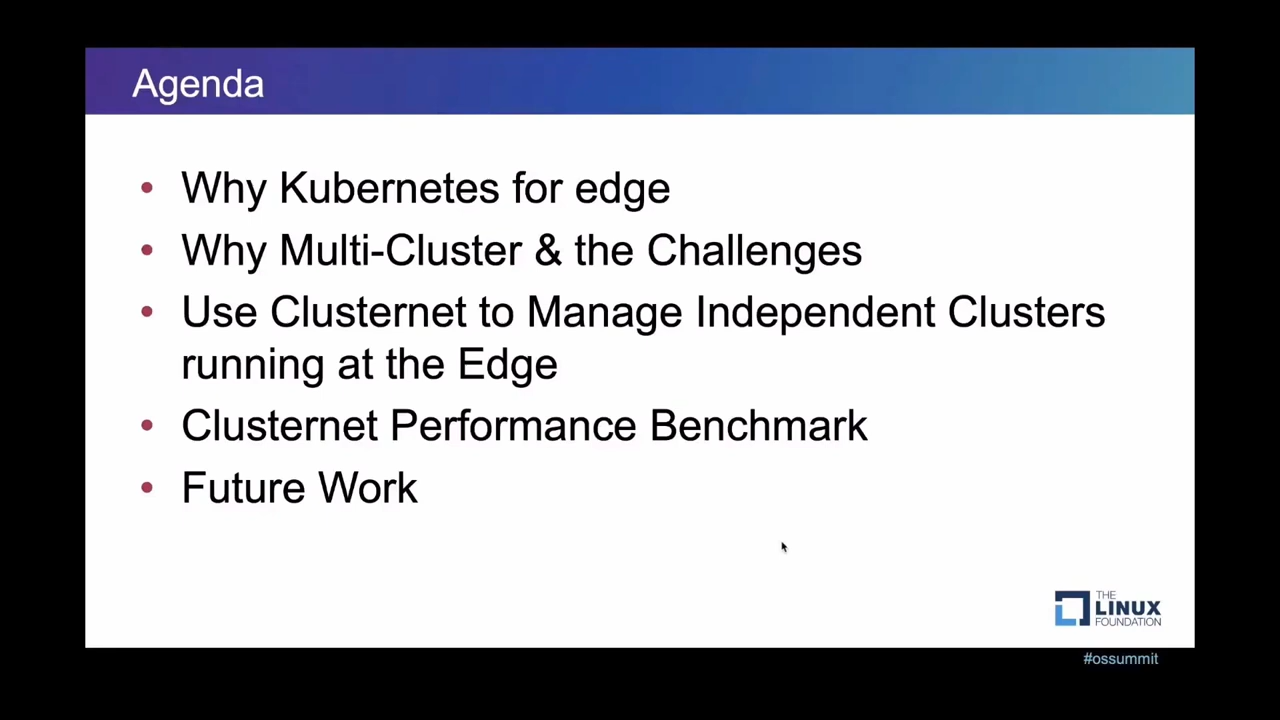 Agenda
• Why Kubernetes for edge
• Why Multi-Cluster & the Challenges
• Use Clusternet to Manage Independent Clusters
running at the Edge
• Clusternet Performance Benchmark
• Future Work
THE
LINUX
FOUNDATION
#ossummit